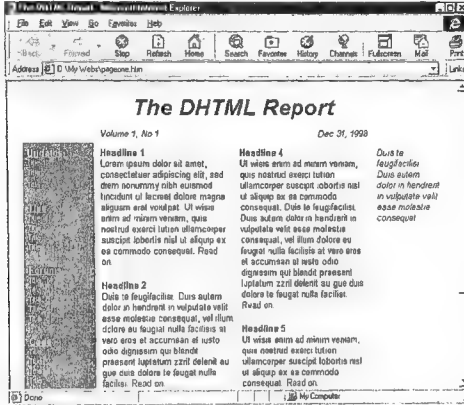 The DHTML Report - Microsoft Internet Explorer
File Edit View Go Favorites Help
Back Forward Stop Refresh Home Search Favorites History Channels Fullscreen Mail Print
Address D:\My Webs\pageone.htm Links
The DHTML Report
Volume 1, No 1 Dec 31, 1998
Headline 1
Lorem ipsum dolor sit amet,
consectetuer adipiscing elit, sed
diem nonummy nibh euismod
tincidunt ut lacreet dolore magna
aliguam erat volutpat. Ut wisis
enim ad minim veniam, quis
nostrud exerci tution ullamcorper
suscipit lobortis nisl ut aliquip ex
ea commodo consequat. Read
on.
Headline 2
Duis te feugifacilisi. Duis autem
dolor in hendrerit in vulputate velit
esse molestie consequat, vel illum
dolore eu feugiat nulla facilisis at
vero eros et accumsan et iusto
odio dignissim qui blandit
praesent luptatum zzril delenit au
gue duis dolore te feugat nulla
facilisi. Read on.
Headline 4
Ut wisis enim ad minim veniam,
quis nostrud exerci tution
ullamcorper suscipit lobortis nisl
ut aliquip ex ea commodo
consequat. Duis te feugifacilisi.
Duis autem dolor in hendrerit in
vulputate velit esse molestie
consequat, vel illum dolore eu
feugiat nulla facilisis at vero eros
et accumsan et iusto odio
dignissim qui blandit praesent
luptatum zzril delenit au gue duis
dolore te feugat nulla facilisi.
Read on.
Headline 5
Ut wisis enim ad minim veniam,
quis nostrud exerci tution
ullamcorper suscipit lobortis nisl
ut aliquip ex ea commodo
consequat. Read on.
Duis te
feugifacilisi.
Duis autem
dolor in hendrerit
in vulputate velit
esse molestie
consequat
Forum
Done My Computer